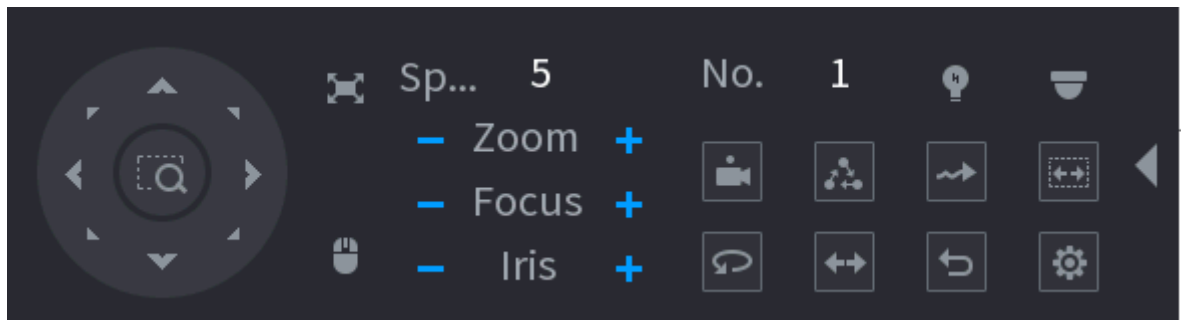 Sp... 5 No. 1
− Zoom +
− Focus +
− Iris +